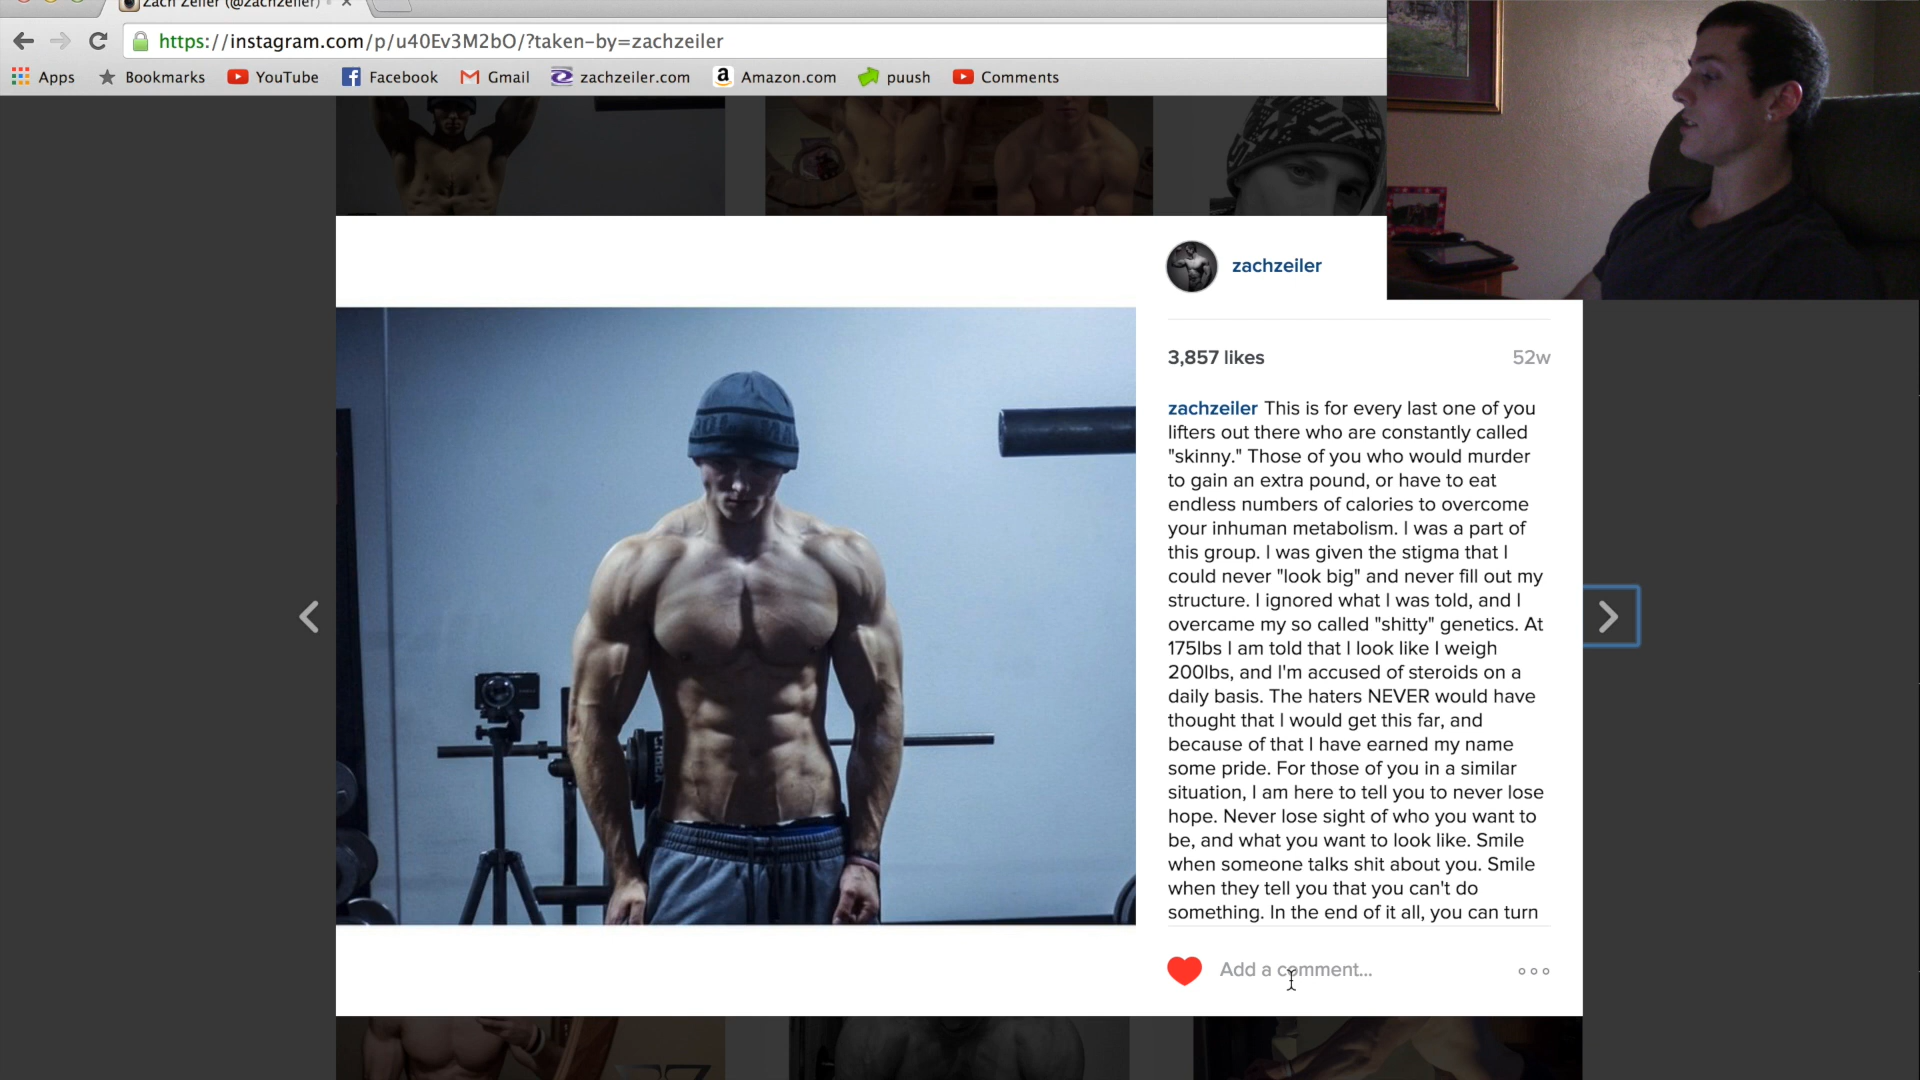 Zach Zeiler (@zachzeiler)
https://instagram.com/p/u40Ev3M2bO/?taken-by=zachzeiler
Apps Bookmarks YouTube Facebook Gmail zachzeiler.com Amazon.com puush Comments
zachzeiler
3,857 likes 52w
zachzeiler This is for every last one of you
lifters out there who are constantly called
"skinny." Those of you who would murder
to gain an extra pound, or have to eat
endless numbers of calories to overcome
your inhuman metabolism. I was a part of
this group. I was given the stigma that I
could never "look big" and never fill out my
structure. I ignored what I was told, and I
overcame my so called "shitty" genetics. At
175lbs I am told that I look like I weigh
200lbs, and I'm accused of steroids on a
daily basis. The haters NEVER would have
thought that I would get this far, and
because of that I have earned my name
some pride. For those of you in a similar
situation, I am here to tell you to never lose
hope. Never lose sight of who you want to
be, and what you want to look like. Smile
when someone talks shit about you. Smile
when they tell you that you can't do
something. In the end of it all, you can turn
Add a comment...